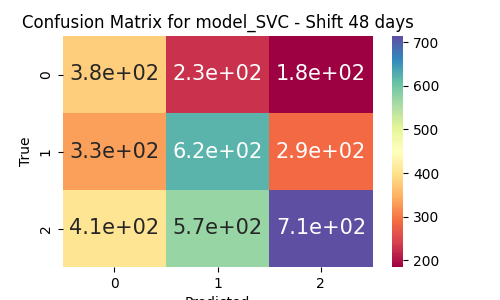 Confusion Matrix for model_SVC - Shift 48 days
True
0
3.8e+02 2.3e+02 1.8e+02
1
3.3e+02 6.2e+02 2.9e+02
2
4.1e+02 5.7e+02 7.1e+02
0 1 2
Predicted
700
600
500
400
300
200